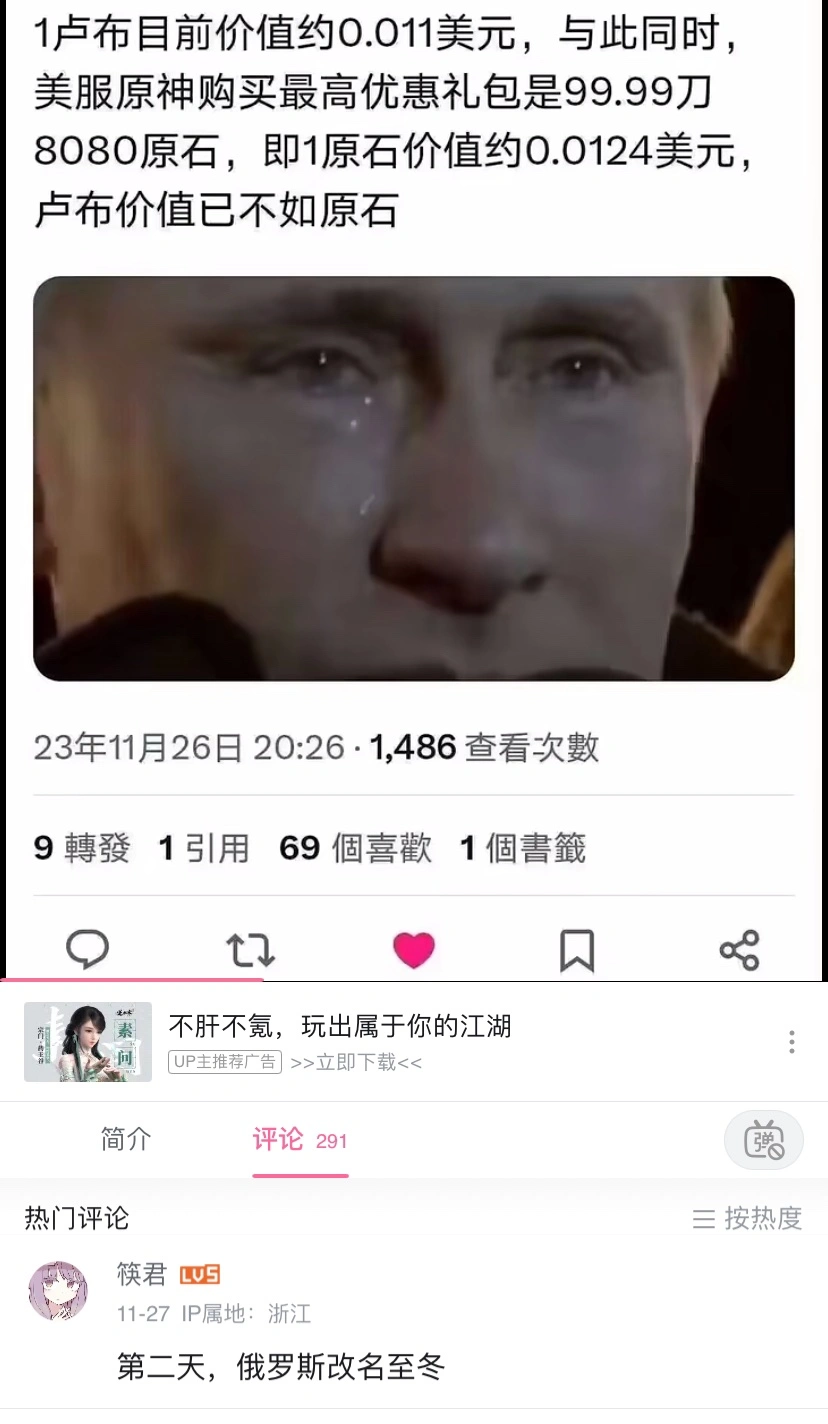 1卢布目前价值约0.011美元，与此同时，
美服原神购买最高优惠礼包是99.99刀
8080原石，即1原石价值约0.0124美元，
卢布价值已不如原石
23年11月26日 20:26 · 1,486 查看次數
9 轉發 1 引用 69 個喜歡 1 個書籤
素问
不肝不氪，玩出属于你的江湖
UP主推荐广告 >>立即下载<<
简介 评论 291
弹
热门评论 按热度
筷君 LV5
11-27 IP属地：浙江
第二天，俄罗斯改名至冬